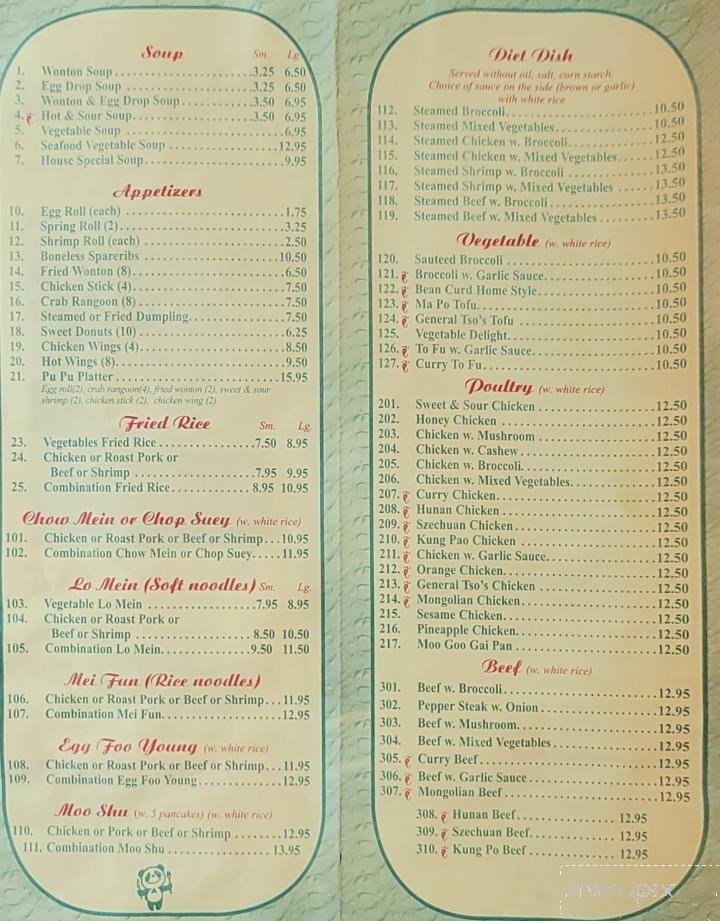 Soup Sm. Lg
1. Wonton Soup 3.25 6.50
2. Egg Drop Soup 3.25 6.50
3. Wonton & Egg Drop Soup 3.50 6.95
4. Hot & Sour Soup 3.50 6.95
5. Vegetable Soup 6.95
6. Seafood Vegetable Soup 12.95
7. House Special Soup 9.95
Appetizers
10. Egg Roll (each) 1.75
11. Spring Roll (2) 3.25
12. Shrimp Roll (each) 2.50
13. Boneless Spareribs 10.50
14. Fried Wonton (8) 6.50
15. Chicken Stick (4) 7.50
16. Crab Rangoon (8) 7.50
17. Steamed or Fried Dumpling 7.50
18. Sweet Donuts (10) 6.25
19. Chicken Wings (4) 8.50
20. Hot Wings (8) 9.50
21. Pu Pu Platter 15.95
Egg roll(2), crab rangoon(4), fried wonton (2), sweet & sour
shrimp (2), chicken stick (2), chicken wing (2)
Fried Rice Sm. Lg.
23. Vegetables Fried Rice 7.50 8.95
24. Chicken or Roast Pork or
Beef or Shrimp 7.95 9.95
25. Combination Fried Rice 8.95 10.95
Chow Mein or Chop Suey (w. white rice)
101. Chicken or Roast Pork or Beef or Shrimp 10.95
102. Combination Chow Mein or Chop Suey 11.95
Lo Mein (Soft noodles) Sm. Lg.
103. Vegetable Lo Mein 7.95 8.95
104. Chicken or Roast Pork or
Beef or Shrimp 8.50 10.50
105. Combination Lo Mein 9.50 11.50
Mei Fun (Rice noodles)
106. Chicken or Roast Pork or Beef or Shrimp 11.95
107. Combination Mei Fun 12.95
Egg Foo Young (w. white rice)
108. Chicken or Roast Pork or Beef or Shrimp 11.95
109. Combination Egg Foo Young 12.95
Moo Shu (w. 5 pancakes) (w. white rice)
110. Chicken or Pork or Beef or Shrimp 12.95
111. Combination Moo Shu 13.95
Diet Dish
Served without oil, salt, corn starch,
Choice of sauce on the side (brown or garlic)
with white rice
112. Steamed Broccoli 10.50
113. Steamed Mixed Vegetables 10.50
114. Steamed Chicken w. Broccoli 12.50
115. Steamed Chicken w. Mixed Vegetables 12.50
116. Steamed Shrimp w. Broccoli 13.50
117. Steamed Shrimp w. Mixed Vegetables 13.50
118. Steamed Beef w. Broccoli 13.50
119. Steamed Beef w. Mixed Vegetables 13.50
Vegetable (w. white rice)
120. Sauteed Broccoli 10.50
121. Broccoli w. Garlic Sauce 10.50
122. Bean Curd Home Style 10.50
123. Ma Po Tofu 10.50
124. General Tso's Tofu 10.50
125. Vegetable Delight 10.50
126. To Fu w. Garlic Sauce 10.50
127. Curry To Fu 10.50
Poultry (w. white rice)
201. Sweet & Sour Chicken 12.50
202. Honey Chicken 12.50
203. Chicken w. Mushroom 12.50
204. Chicken w. Cashew 12.50
205. Chicken w. Broccoli 12.50
206. Chicken w. Mixed Vegetables 12.50
207. Curry Chicken 12.50
208. Hunan Chicken 12.50
209. Szechuan Chicken 12.50
210. Kung Pao Chicken 12.50
211. Chicken w. Garlic Sauce 12.50
212. Orange Chicken 12.50
213. General Tso's Chicken 12.50
214. Mongolian Chicken 12.50
215. Sesame Chicken 12.50
216. Pineapple Chicken 12.50
217. Moo Goo Gai Pan 12.50
Beef (w. white rice)
301. Beef w. Broccoli 12.95
302. Pepper Steak w. Onion 12.95
303. Beef w. Mushroom 12.95
304. Beef w. Mixed Vegetables 12.95
305. Curry Beef 12.95
306. Beef w. Garlic Sauce 12.95
307. Mongolian Beef 12.95
308. Hunan Beef 12.95
309. Szechuan Beef 12.95
310. Kung Po Beef 12.95
menupix